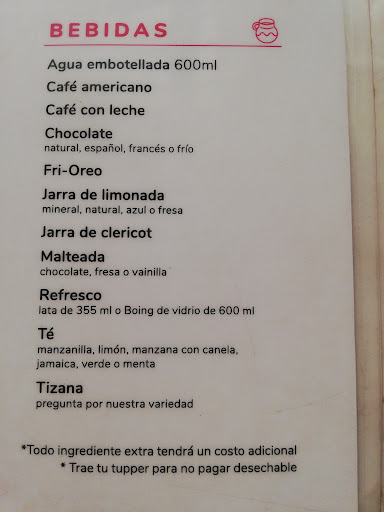 BEBIDAS
Agua embotellada 600ml
Café americano
Café con leche
Chocolate
natural, español, francés o frío
Fri-Oreo
Jarra de limonada
mineral, natural, azul o fresa
Jarra de clericot
Malteada
chocolate, fresa o vainilla
Refresco
lata de 355 ml o Boing de vidrio de 600 ml
Té
manzanilla, limón, manzana con canela,
jamaica, verde o menta
Tizana
pregunta por nuestra variedad
*Todo ingrediente extra tendrá un costo adicional
* Trae tu tupper para no pagar desechable